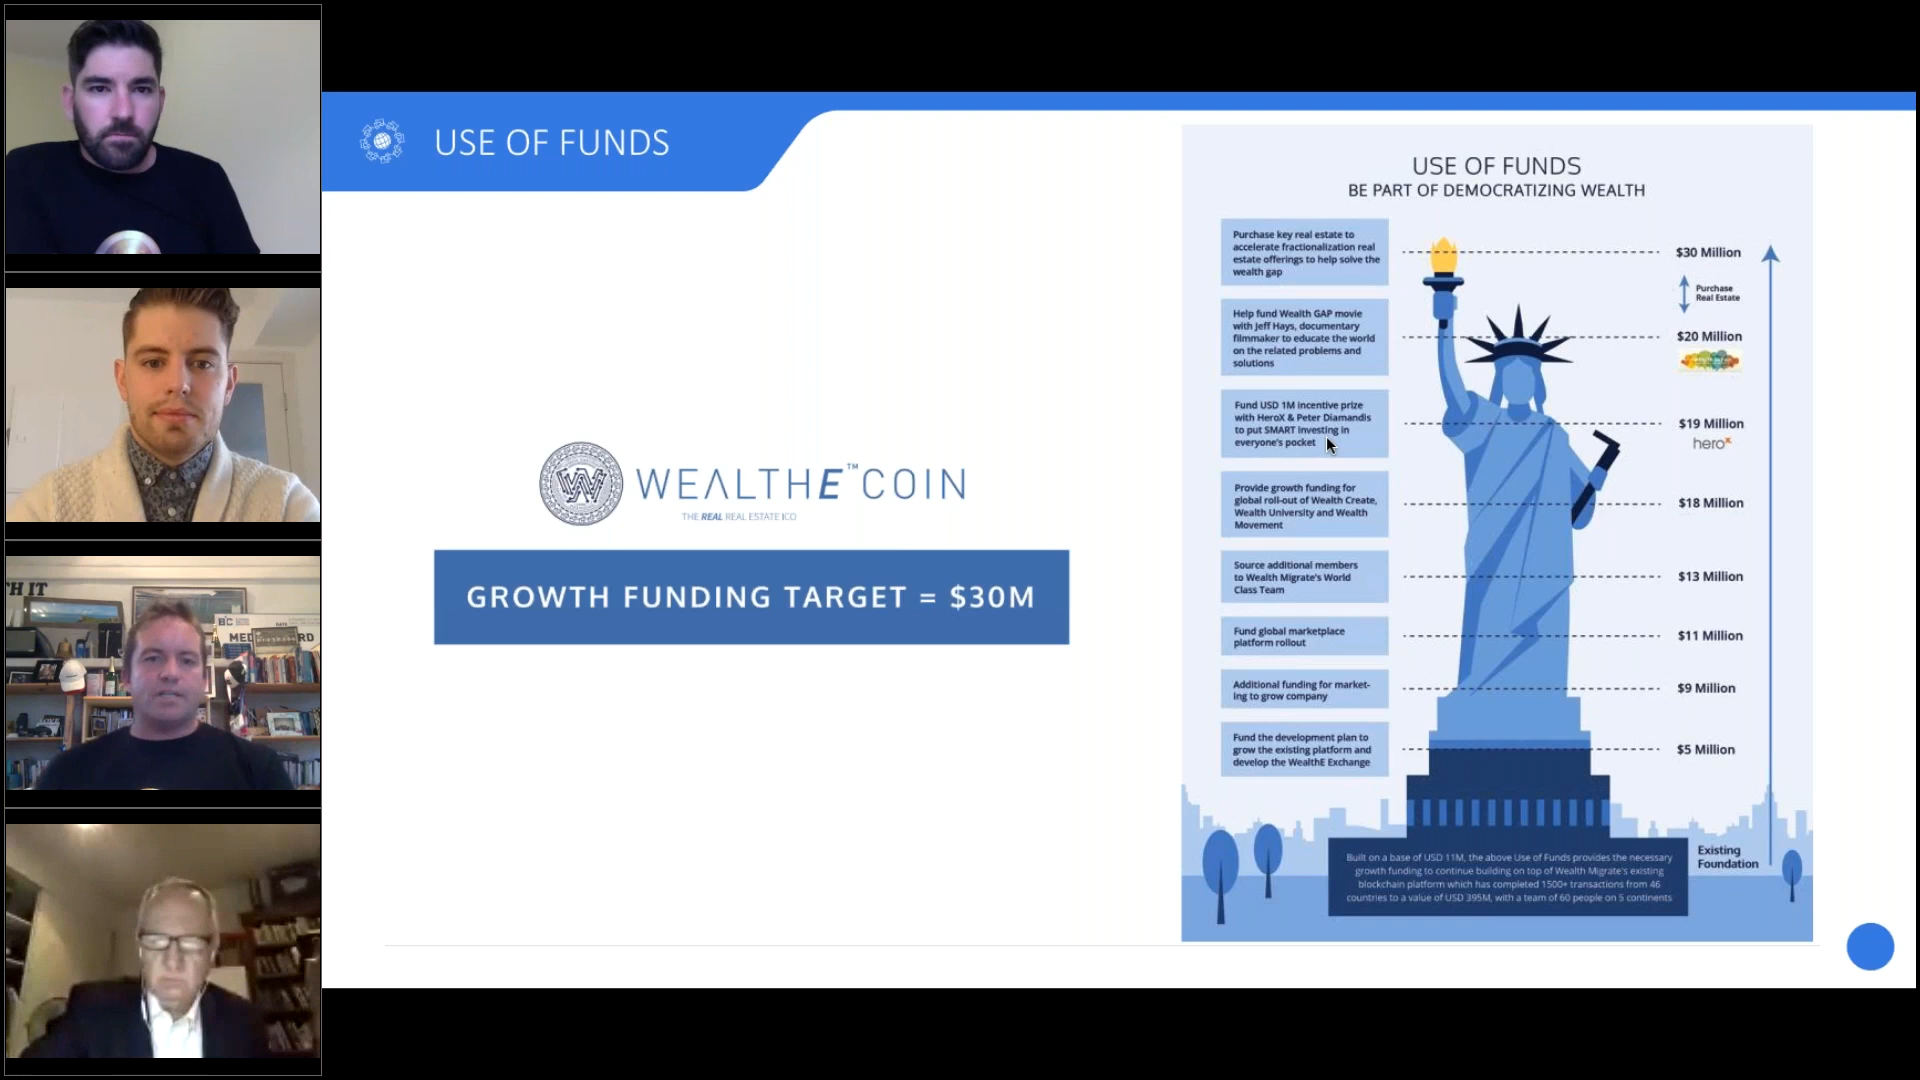 USE OF FUNDS
WEALTHE™COIN
THE REAL REAL ESTATE ICO
GROWTH FUNDING TARGET = $30M
USE OF FUNDS
BE PART OF DEMOCRATIZING WEALTH
Purchase key real estate to
accelerate fractionalization real
estate offerings to help solve the
wealth gap
$30 Million
Purchase
Real Estate
Help fund Wealth GAP movie
with Jeff Hays, documentary
filmmaker to educate the world
on the related problems and
solutions
$20 Million
Fund USD 1M incentive prize
with HeroX & Peter Diamandis
to put SMART investing in
everyone's pocket
$19 Million
herox
Provide growth funding for
global roll-out of Wealth Create,
Wealth University and Wealth
Movement
$18 Million
Source additional members
to Wealth Migrate's World
Class Team
$13 Million
Fund global marketplace
platform rollout
$11 Million
Additional funding for market-
ing to grow company
$9 Million
Fund the development plan to
grow the existing platform and
develop the WealthE Exchange
$5 Million
Existing
Foundation
Built on a base of USD 11M, the above Use of Funds provides the necessary
growth funding to continue building on top of Wealth Migrate's existing
blockchain platform which has completed 1500+ transactions from 46
countries to a value of USD 395M, with a team of 60 people on 5 continents